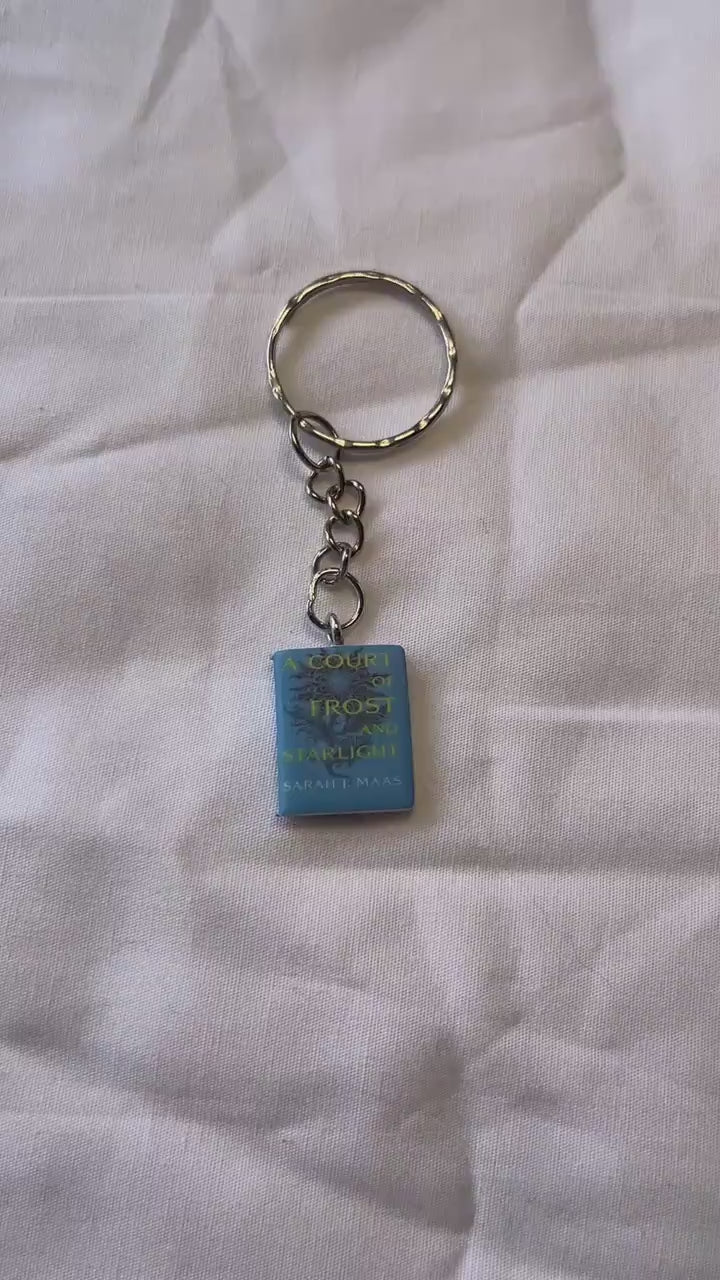 A COURT
OF
FROST
AND
STARLIGHT
SARAH J. MAAS